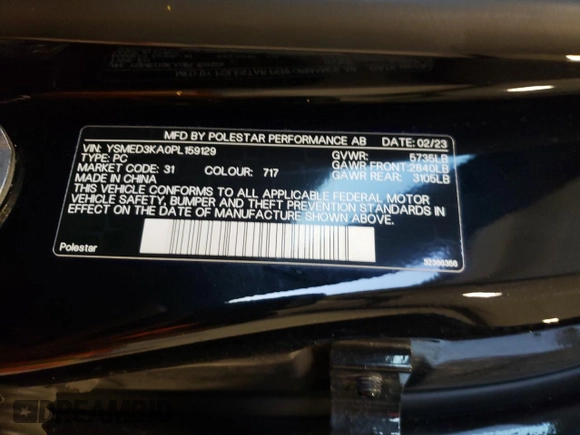 MFD BY POLESTAR PERFORMANCE AB DATE: 02/23
VIN: YSMED3KA0PL159129 GVWR: 5736LB
TYPE: PC GAWR FRONT: 2840LB
MARKET CODE: 31 COLOUR: 717 GAWR REAR: 3105LB
MADE IN CHINA
THIS VEHICLE CONFORMS TO ALL APPLICABLE FEDERAL MOTOR
VEHICLE SAFETY, BUMPER AND THEFT PREVENTION STANDARDS IN
EFFECT ON THE DATE OF MANUFACTURE SHOWN ABOVE.
Polestar
DREAMBID